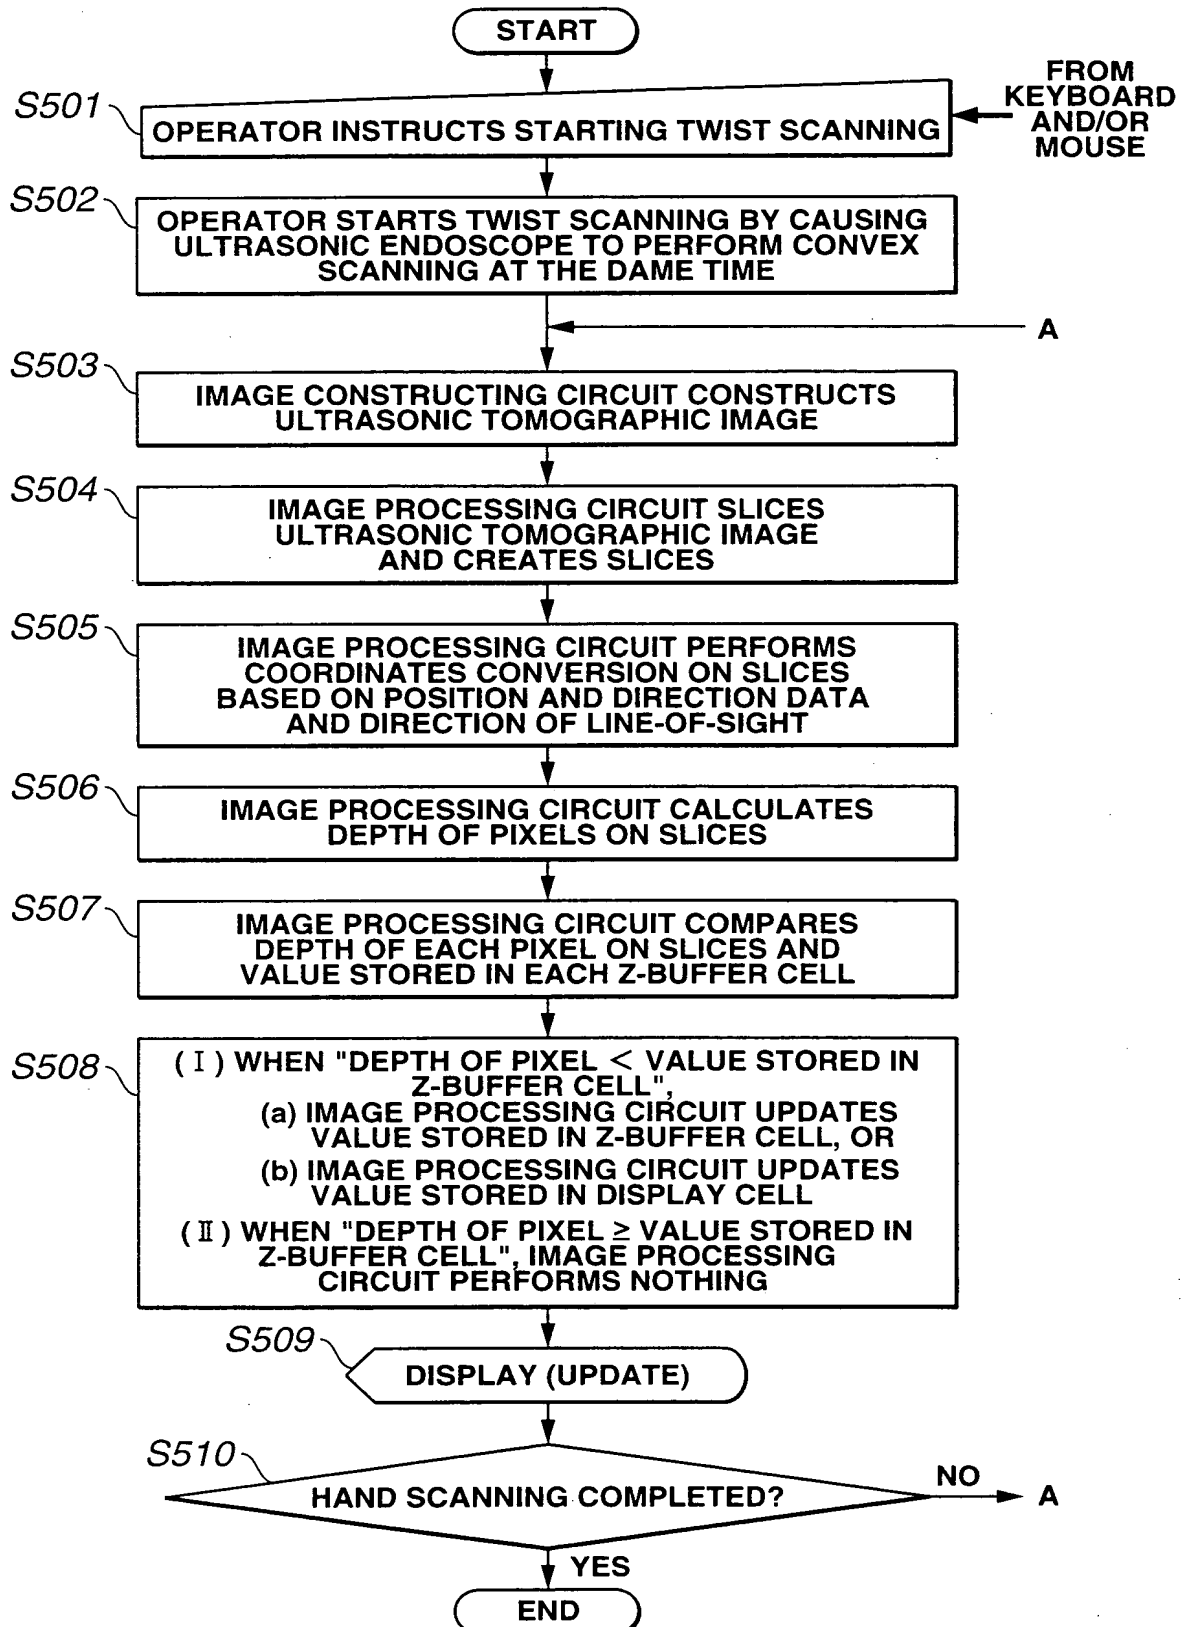 START
FROM
KEYBOARD
AND/OR
MOUSE
S501
OPERATOR INSTRUCTS STARTING TWIST SCANNING
S502
OPERATOR STARTS TWIST SCANNING BY CAUSING
ULTRASONIC ENDOSCOPE TO PERFORM CONVEX
SCANNING AT THE DAME TIME
A
S503
IMAGE CONSTRUCTING CIRCUIT CONSTRUCTS
ULTRASONIC TOMOGRAPHIC IMAGE
S504
IMAGE PROCESSING CIRCUIT SLICES
ULTRASONIC TOMOGRAPHIC IMAGE
AND CREATES SLICES
S505
IMAGE PROCESSING CIRCUIT PERFORMS
COORDINATES CONVERSION ON SLICES
BASED ON POSITION AND DIRECTION DATA
AND DIRECTION OF LINE-OF-SIGHT
S506
IMAGE PROCESSING CIRCUIT CALCULATES
DEPTH OF PIXELS ON SLICES
S507
IMAGE PROCESSING CIRCUIT COMPARES
DEPTH OF EACH PIXEL ON SLICES AND
VALUE STORED IN EACH Z-BUFFER CELL
S508
(Ⅰ) WHEN "DEPTH OF PIXEL < VALUE STORED IN
Z-BUFFER CELL",
(a) IMAGE PROCESSING CIRCUIT UPDATES
VALUE STORED IN Z-BUFFER CELL, OR
(b) IMAGE PROCESSING CIRCUIT UPDATES
VALUE STORED IN DISPLAY CELL
(Ⅱ) WHEN "DEPTH OF PIXEL ≥ VALUE STORED IN
Z-BUFFER CELL", IMAGE PROCESSING
CIRCUIT PERFORMS NOTHING
S509
DISPLAY (UPDATE)
S510
HAND SCANNING COMPLETED?
NO
A
YES
END